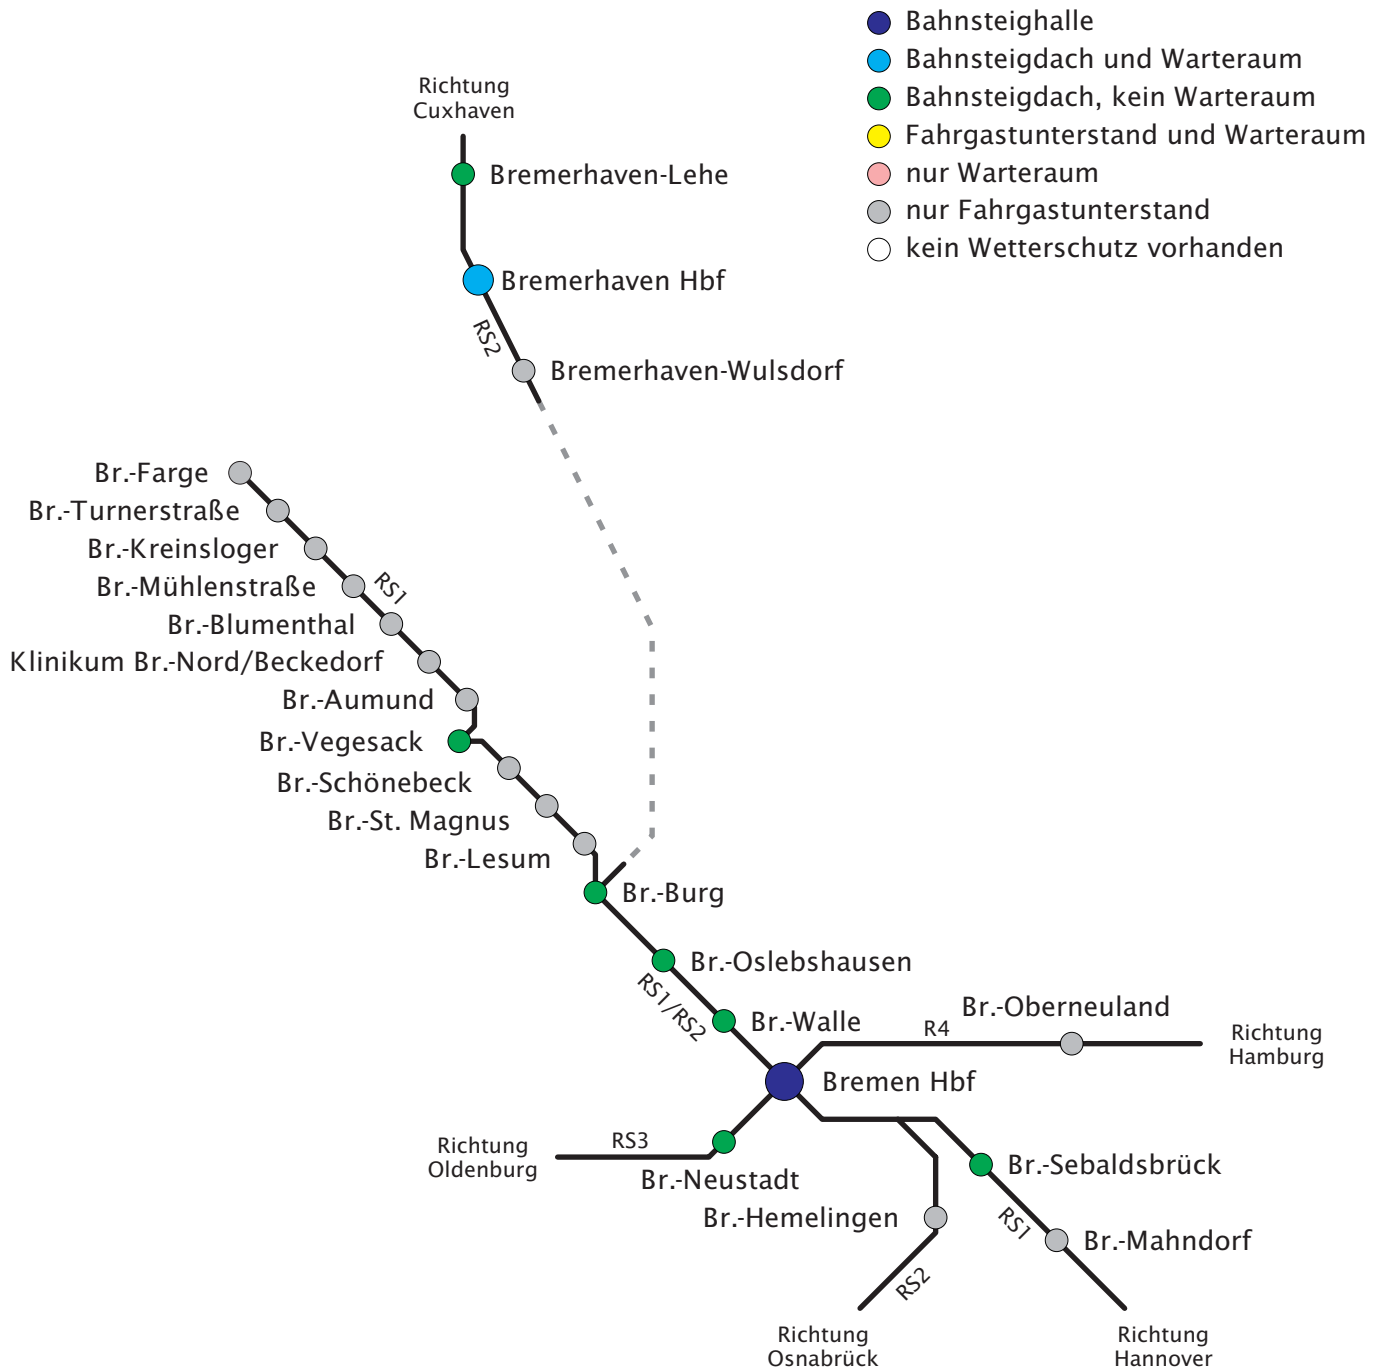 Bahnsteighalle
Bahnsteigdach und Warteraum
Bahnsteigdach, kein Warteraum
Fahrgastunterstand und Warteraum
nur Warteraum
nur Fahrgastunterstand
kein Wetterschutz vorhanden
Richtung
Cuxhaven
Bremerhaven-Lehe
Bremerhaven Hbf
RS2
Bremerhaven-Wulsdorf
Br.-Farge
Br.-Turnerstraße
Br.-Kreinsloger
Br.-Mühlenstraße
RS1
Br.-Blumenthal
Klinikum Br.-Nord/Beckedorf
Br.-Aumund
Br.-Vegesack
Br.-Schönebeck
Br.-St. Magnus
Br.-Lesum
Br.-Burg
Br.-Oslebshausen
RS1/RS2
Br.-Walle
Br.-Oberneuland
R4
Richtung
Hamburg
Bremen Hbf
RS3
Richtung
Oldenburg
Br.-Neustadt
Br.-Sebaldsbrück
Br.-Hemelingen
RS1
Br.-Mahndorf
RS2
Richtung
Osnabrück
Richtung
Hannover